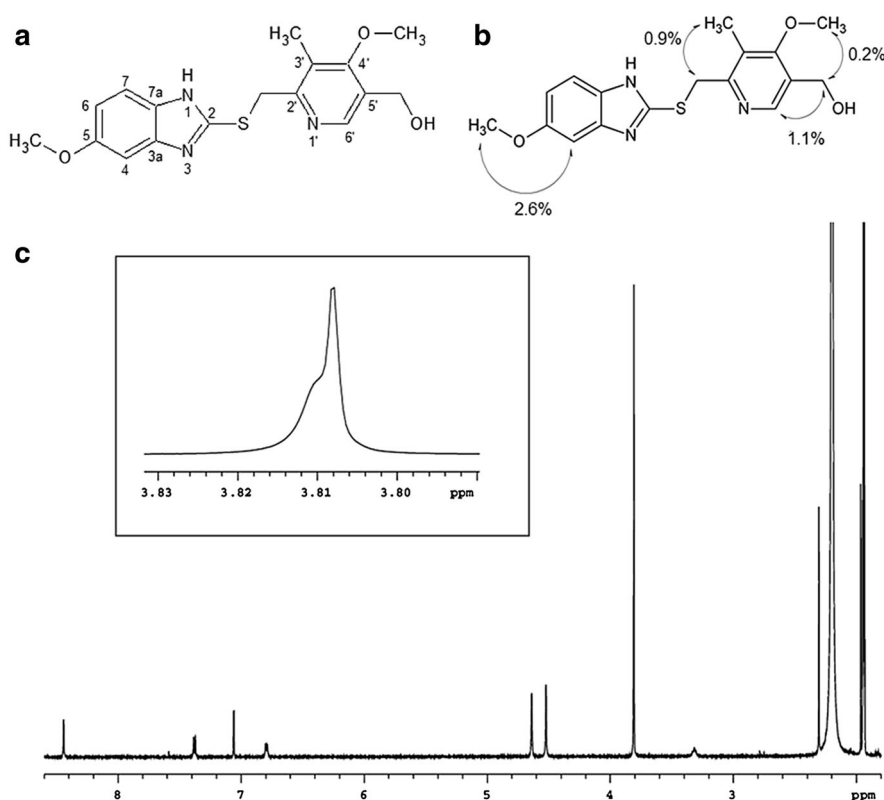 a
H₃C
O
CH₃
3'
4'
7
H
N
7a
1
6
2
2'
5'
S
OH
5
N
1'
6'
CH₃
O
3a
N
4
3
b
H₃C
O
CH₃
0.9%
0.2%
H
N
S
N
OH
H₃C
O
N
1.1%
2.6%
c
3.83 3.82 3.81 3.80 ppm
8 7 6 5 4 3 ppm